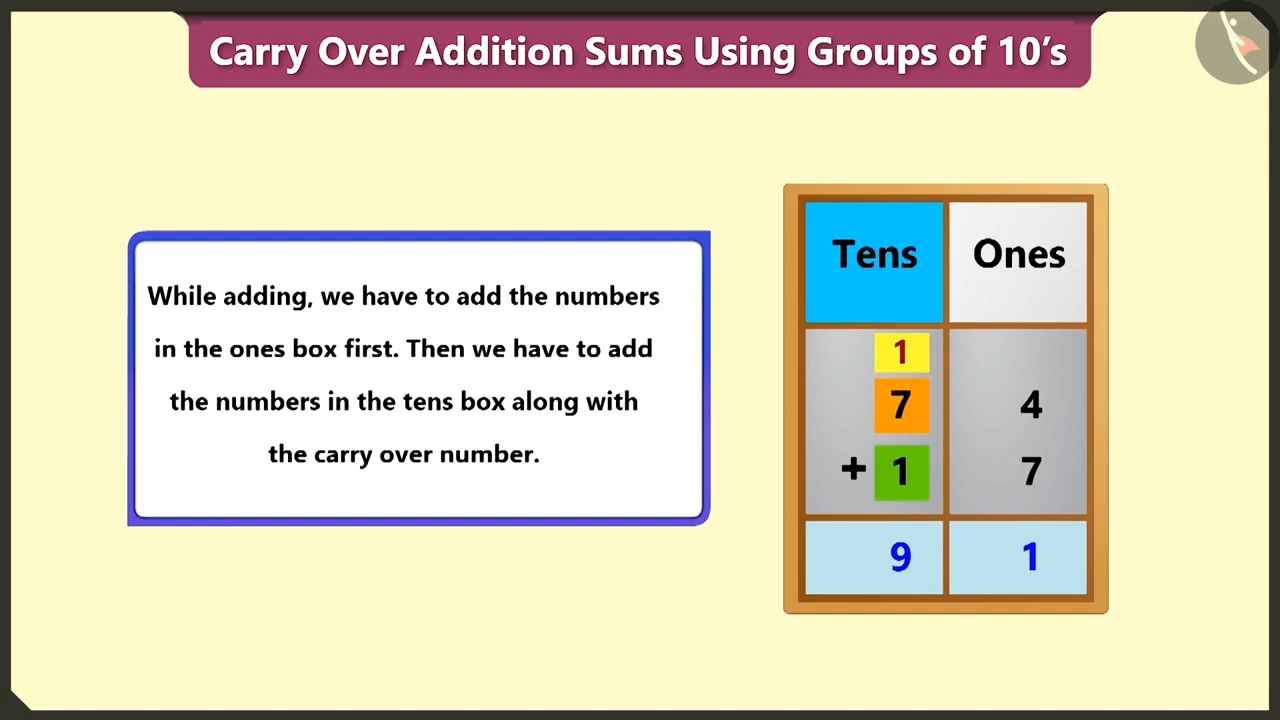 Carry Over Addition Sums Using Groups of 10’s
While adding, we have to add the numbers
in the ones box first. Then we have to add
the numbers in the tens box along with
the carry over number.
Tens Ones
1
7 4
+ 1 7
9 1